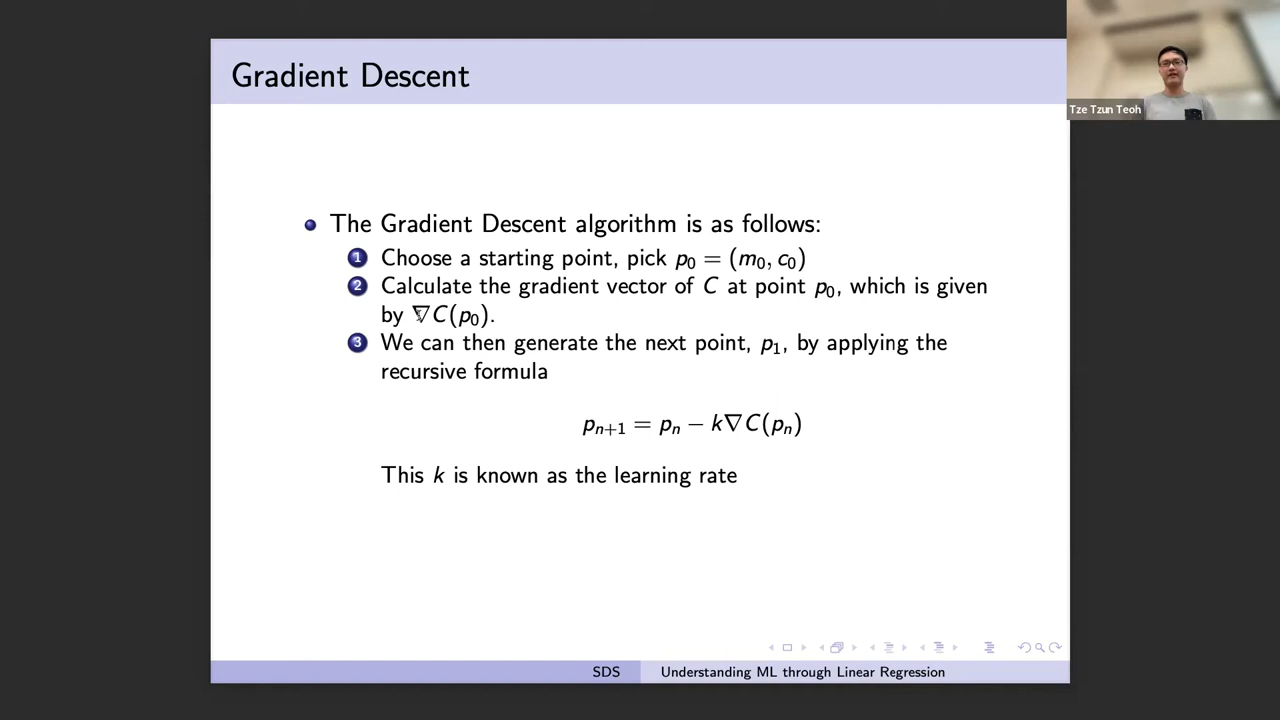 Gradient Descent
Tze Tzun Teoh
The Gradient Descent algorithm is as follows:
1 Choose a starting point, pick p₀ = (m₀, c₀)
2 Calculate the gradient vector of C at point p₀, which is given
by ∇C(p₀).
3 We can then generate the next point, p₁, by applying the
recursive formula
pₙ₊₁ = pₙ − k∇C(pₙ)
This k is known as the learning rate
SDS
Understanding ML through Linear Regression